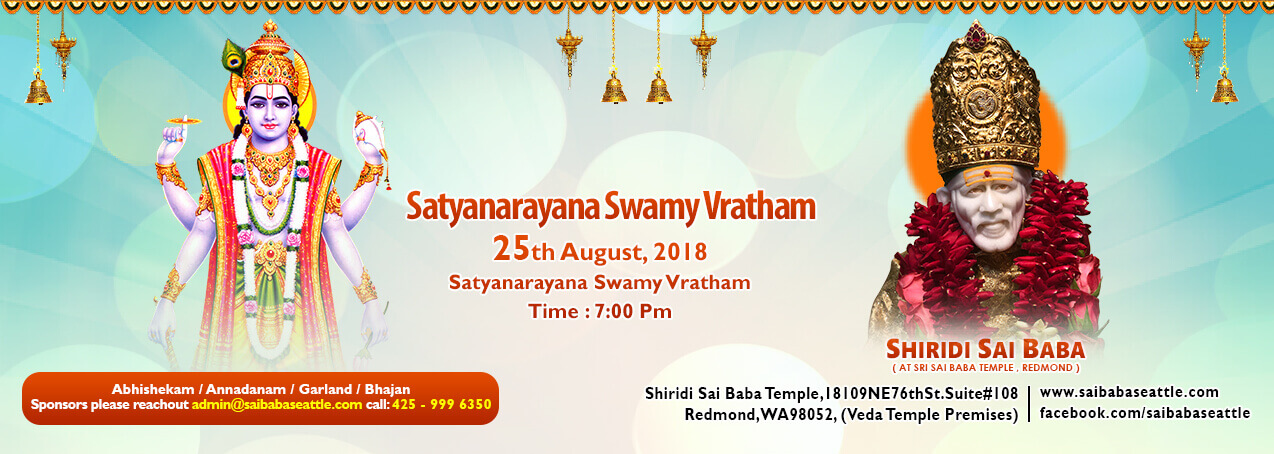 Satyanarayana Swamy Vratham
25th August, 2018
Satyanarayana Swamy Vratham
Time : 7:00 Pm
SHIRIDI SAI BABA
( AT SRI SAI BABA TEMPLE , REDMOND )
Abhishekam / Annadanam / Garland / Bhajan
Sponsors please reachout admin@saibabaseattle.com call: 425 - 999 6350
Shiridi Sai Baba Temple,18109NE76thSt.Suite#108
Redmond,WA98052, (Veda Temple Premises)
www.saibabaseattle.com
facebook.com/saibabaseattle